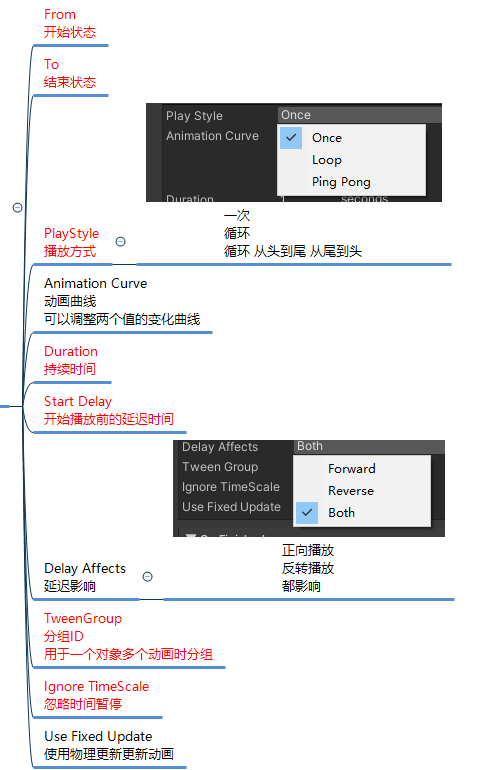 From
开始状态
To
结束状态
Play Style
Once
Animation Curve
Once
Loop
Ping Pong
Duration
1
seconds
一次
循环
循环 从头到尾 从尾到头
PlayStyle
播放方式
Animation Curve
动画曲线
可以调整两个值的变化曲线
Duration
持续时间
Start Delay
开始播放前的延迟时间
Delay Affects
Both
Tween Group
Ignore TimeScale
Use Fixed Update
Forward
Reverse
Both
正向播放
反转播放
都影响
Delay Affects
延迟影响
TweenGroup
分组ID
用于一个对象多个动画时分组
Ignore TimeScale
忽略时间暂停
Use Fixed Update
使用物理更新更新动画